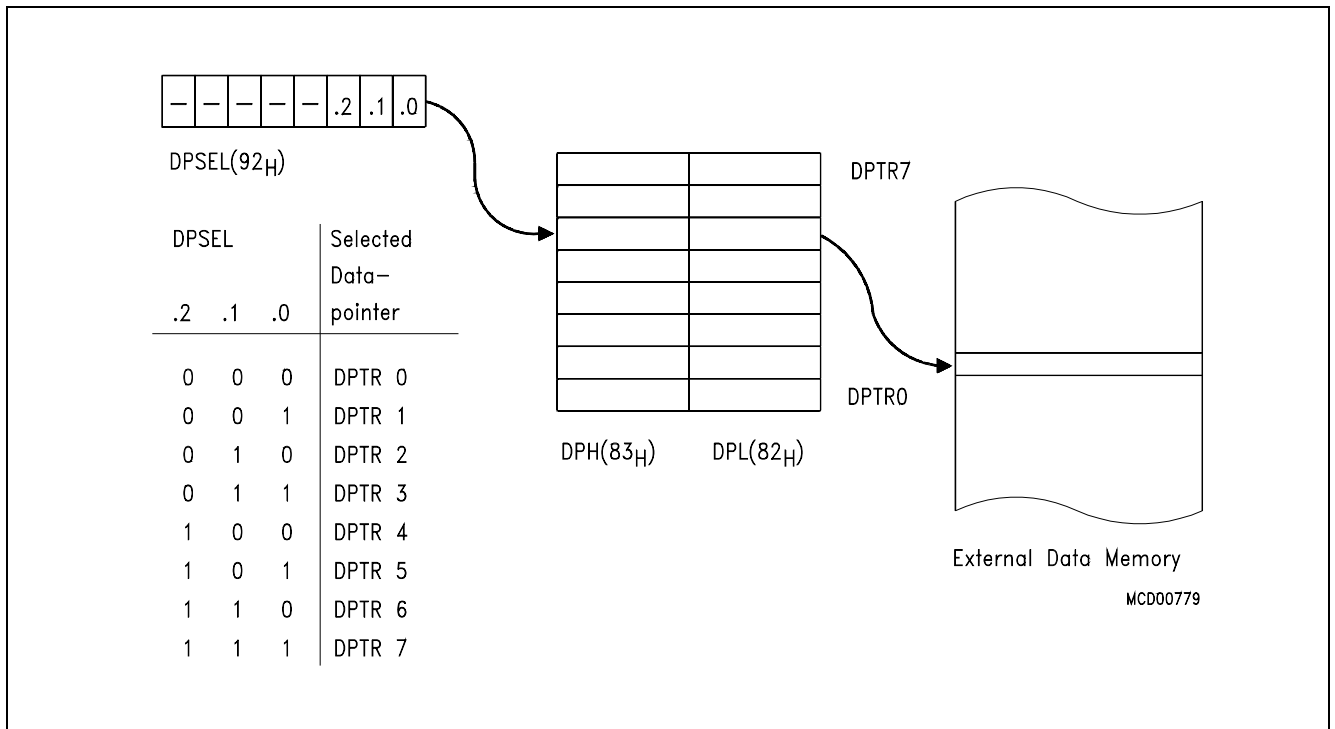 – – – – – .2 .1 .0
DPSEL(92H)
DPSEL Selected
Data–
.2 .1 .0 pointer
0 0 0 DPTR 0
0 0 1 DPTR 1
0 1 0 DPTR 2
0 1 1 DPTR 3
1 0 0 DPTR 4
1 0 1 DPTR 5
1 1 0 DPTR 6
1 1 1 DPTR 7
DPTR7
DPTR0
DPH(83H) DPL(82H)
External Data Memory
MCD00779